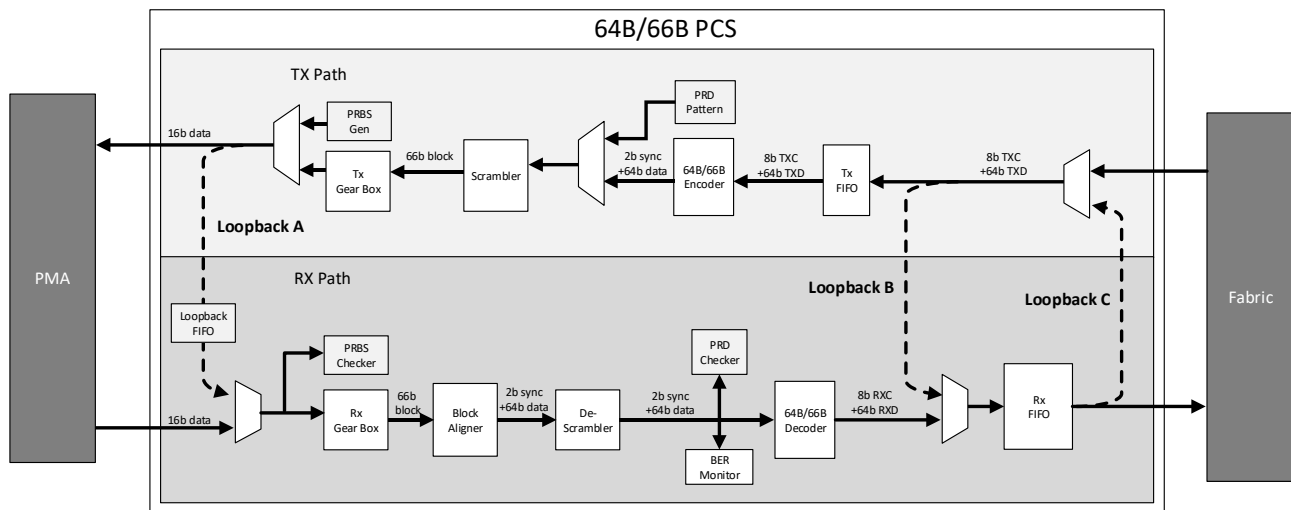 64B/66B PCS
TX Path
PRBS
Gen
PRD
Pattern
16b data
66b block
2b sync
+64b data
8b TXC
+64b TXD
8b TXC
+64b TXD
Tx
Gear Box
Scrambler
64B/66B
Encoder
Tx
FIFO
Loopback A
PMA
Fabric
RX Path
Loopback B
Loopback C
Loopback
FIFO
PRBS
Checker
PRD
Checker
16b data
Rx
Gear Box
66b
block
Block
Aligner
2b sync
+64b data
De-
Scrambler
2b sync
+64b data
64B/66B
Decoder
8b RXC
+64b RXD
Rx
FIFO
BER
Monitor